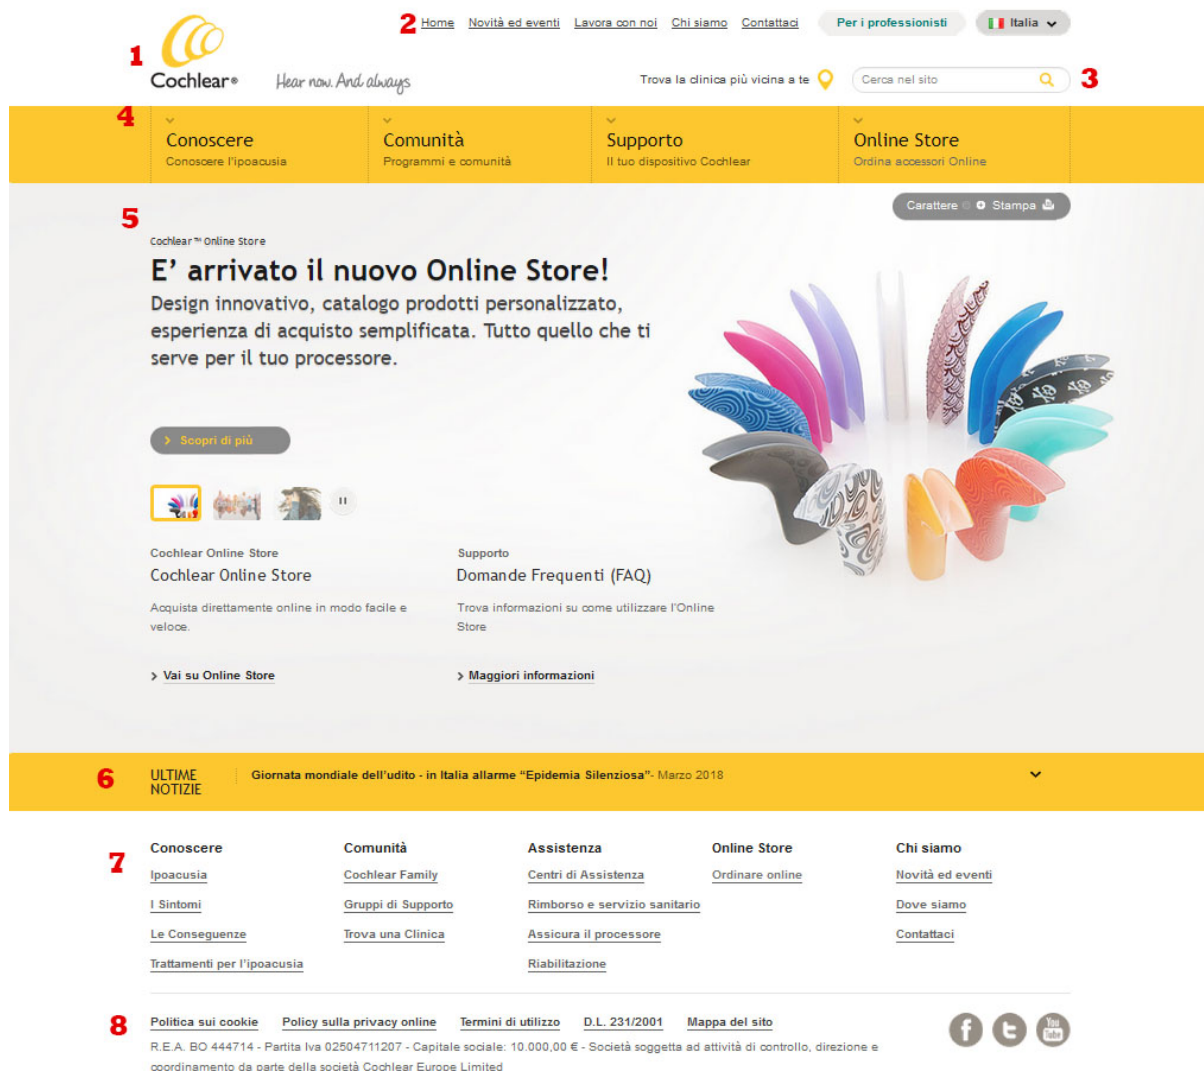 2 Home Novità ed eventi Lavora con noi Chi siamo Contattaci Per i professionisti Italia
1
Cochlear® Hear now. And always
Trova la clinica più vicina a te Cerca nel sito 3
4
Conoscere Comunità Supporto Online Store
Conoscere l'ipoacusia Programmi e comunità Il tuo dispositivo Cochlear Ordina accessori Online
5
Carattere Stampa
Cochlear™ Online Store
E' arrivato il nuovo Online Store!
Design innovativo, catalogo prodotti personalizzato,
esperienza di acquisto semplificata. Tutto quello che ti
serve per il tuo processore.
Scopri di più
Cochlear Online Store Supporto
Cochlear Online Store Domande Frequenti (FAQ)
Acquista direttamente online in modo facile e Trova informazioni su come utilizzare l'Online
veloce. Store
Vai su Online Store Maggiori informazioni
6 ULTIME Giornata mondiale dell'udito - in Italia allarme “Epidemia Silenziosa”- Marzo 2018
NOTIZIE
7
Conoscere Comunità Assistenza Online Store Chi siamo
Ipoacusia Cochlear Family Centri di Assistenza Ordinare online Novità ed eventi
I Sintomi Gruppi di Supporto Rimborso e servizio sanitario Dove siamo
Le Conseguenze Trova una Clinica Assicura il processore Contattaci
Trattamenti per l'ipoacusia Riabilitazione
8 Politica sui cookie Policy sulla privacy online Termini di utilizzo D.L. 231/2001 Mappa del sito You Tube
R.E.A. BO 444714 - Partita Iva 02504711207 - Capitale sociale: 10.000,00 € - Società soggetta ad attività di controllo, direzione e
coordinamento da parte della società Cochlear Europe Limited